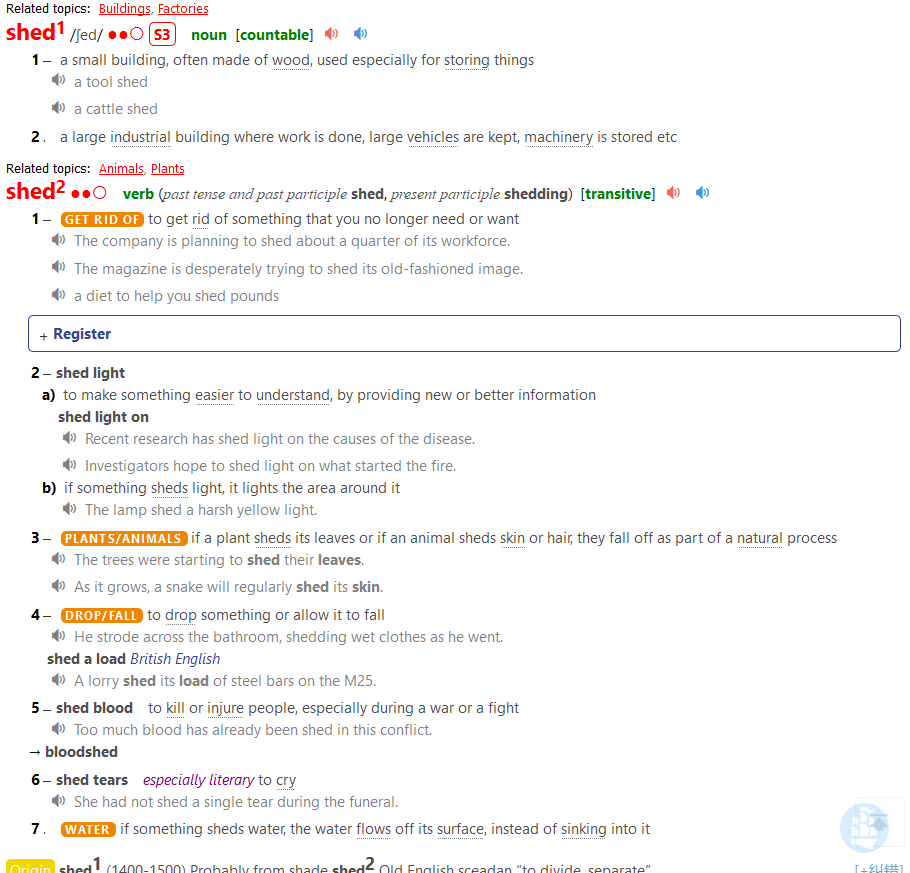 Related topics: Buildings, Factories
shed1 /ʃed/ ●●○ S3 noun [countable]
1 – a small building, often made of wood, used especially for storing things
a tool shed
a cattle shed
2 . a large industrial building where work is done, large vehicles are kept, machinery is stored etc
Related topics: Animals, Plants
shed2 ●●○ verb (past tense and past participle shed, present participle shedding) [transitive]
1 – GET RID OF to get rid of something that you no longer need or want
The company is planning to shed about a quarter of its workforce.
The magazine is desperately trying to shed its old-fashioned image.
a diet to help you shed pounds
+ Register
2 – shed light
a) to make something easier to understand, by providing new or better information
shed light on
Recent research has shed light on the causes of the disease.
Investigators hope to shed light on what started the fire.
b) if something sheds light, it lights the area around it
The lamp shed a harsh yellow light.
3 – PLANTS/ANIMALS if a plant sheds its leaves or if an animal sheds skin or hair, they fall off as part of a natural process
The trees were starting to shed their leaves.
As it grows, a snake will regularly shed its skin.
4 – DROP/FALL to drop something or allow it to fall
He strode across the bathroom, shedding wet clothes as he went.
shed a load British English
A lorry shed its load of steel bars on the M25.
5 – shed blood to kill or injure people, especially during a war or a fight
Too much blood has already been shed in this conflict.
→ bloodshed
6 – shed tears especially literary to cry
She had not shed a single tear during the funeral.
7 . WATER if something sheds water, the water flows off its surface, instead of sinking into it
Origin shed1 (1400-1500) Probably from shade shed2 Old English sceadan “to divide, separate” [+纠错]